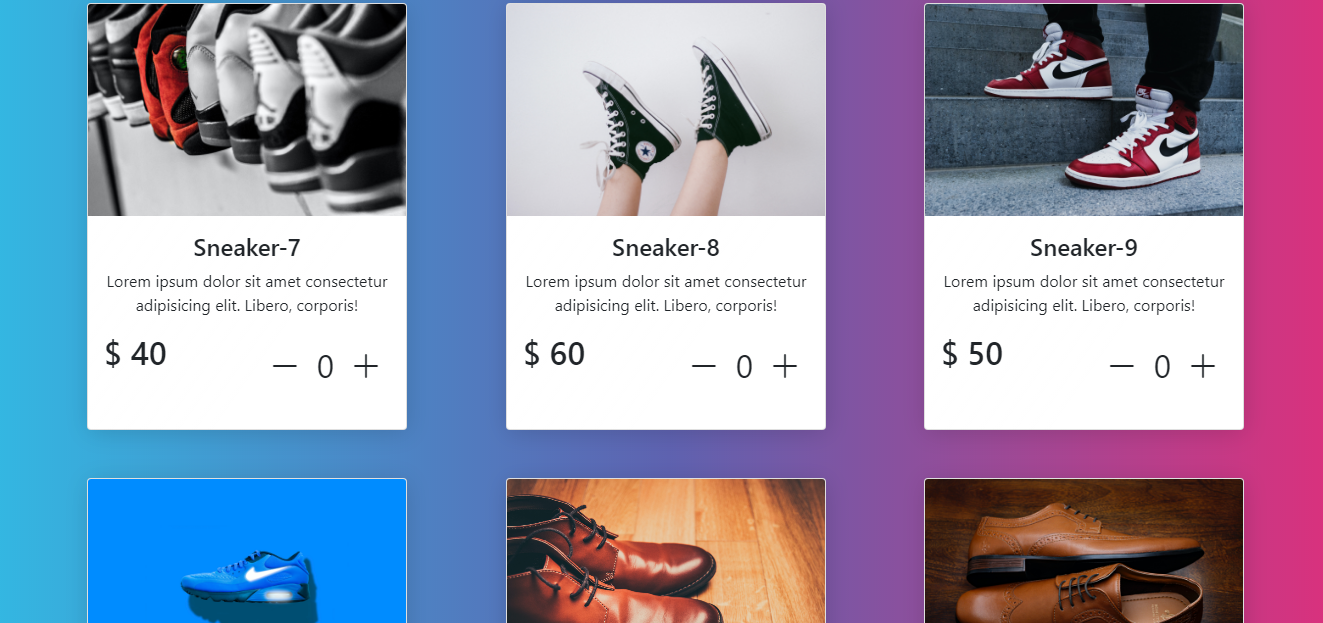 Sneaker-7
Lorem ipsum dolor sit amet consectetur
adipisicing elit. Libero, corporis!
$ 40
— 0 +
Sneaker-8
Lorem ipsum dolor sit amet consectetur
adipisicing elit. Libero, corporis!
$ 60
— 0 +
Sneaker-9
Lorem ipsum dolor sit amet consectetur
adipisicing elit. Libero, corporis!
$ 50
— 0 +